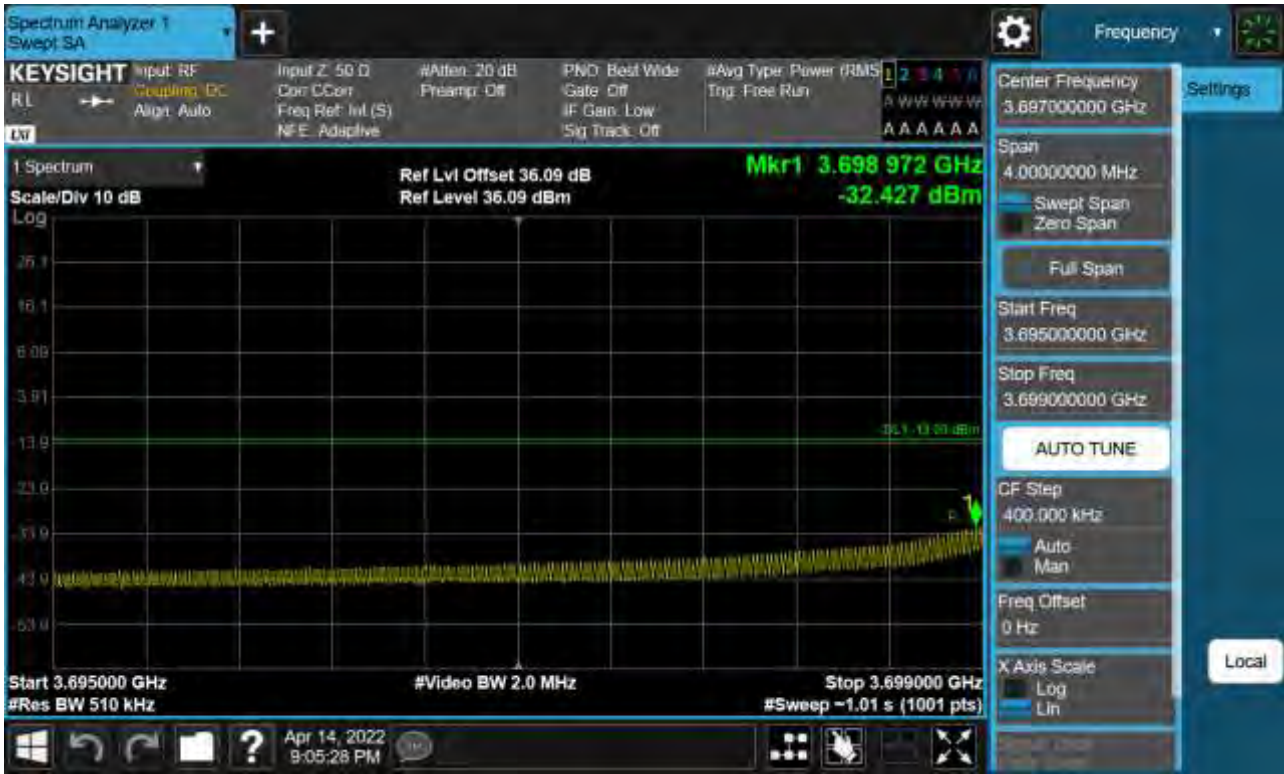 Spectrum Analyzer 1
Swept SA
+
Frequency
KEYSIGHT
RL
LXI
Input: RF
Coupling: DC
Align: Auto
Input Z: 50 Ω
Corr CCorr
Freq Ref: Int (S)
NFE: Adaptive
#Atten: 20 dB
Preamp: Off
PNO: Best Wide
Gate: Off
IF Gain: Low
Sig Track: Off
#Avg Type: Power (RMS
Trig: Free Run
1 2 3 4 5 6
A W W W W W
A A A A A A
1 Spectrum
Scale/Div 10 dB
Log
Ref Lvl Offset 36.09 dB
Ref Level 36.09 dBm
Mkr1 3.698 972 GHz
-32.427 dBm
26.1
16.1
6.09
-3.91
-13.9
-23.9
-33.9
-43.9
-53.9
1
Start 3.695000 GHz
#Res BW 510 kHz
#Video BW 2.0 MHz
Stop 3.699000 GHz
#Sweep ~1.01 s (1001 pts)
Center Frequency
3.697000000 GHz
Settings
Span
4.00000000 MHz
Swept Span
Zero Span
Full Span
Start Freq
3.695000000 GHz
Stop Freq
3.699000000 GHz
AUTO TUNE
CF Step
400.000 kHz
Auto
Man
Freq Offset
0 Hz
X Axis Scale
Log
Lin
Local
?
Apr 14, 2022
9:05:28 PM